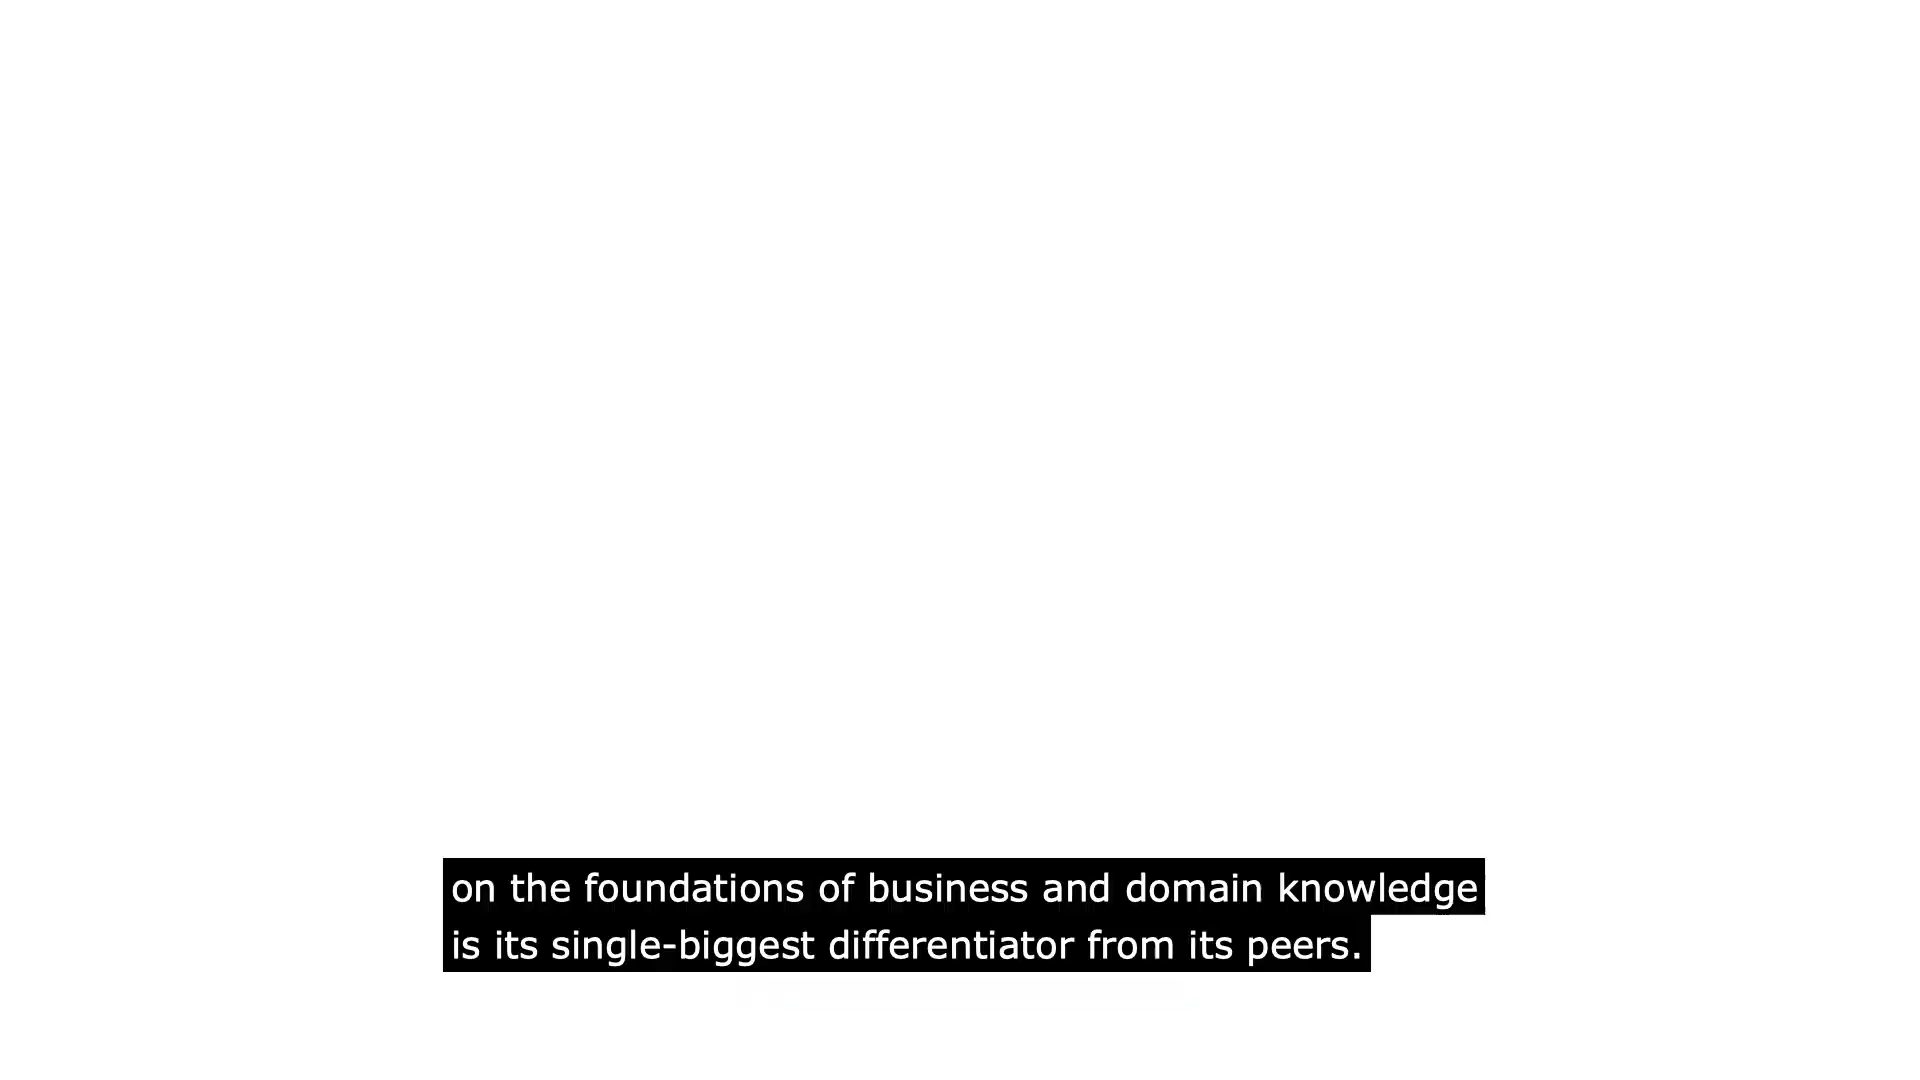 on the foundations of business and domain knowledge
is its single-biggest differentiator from its peers.